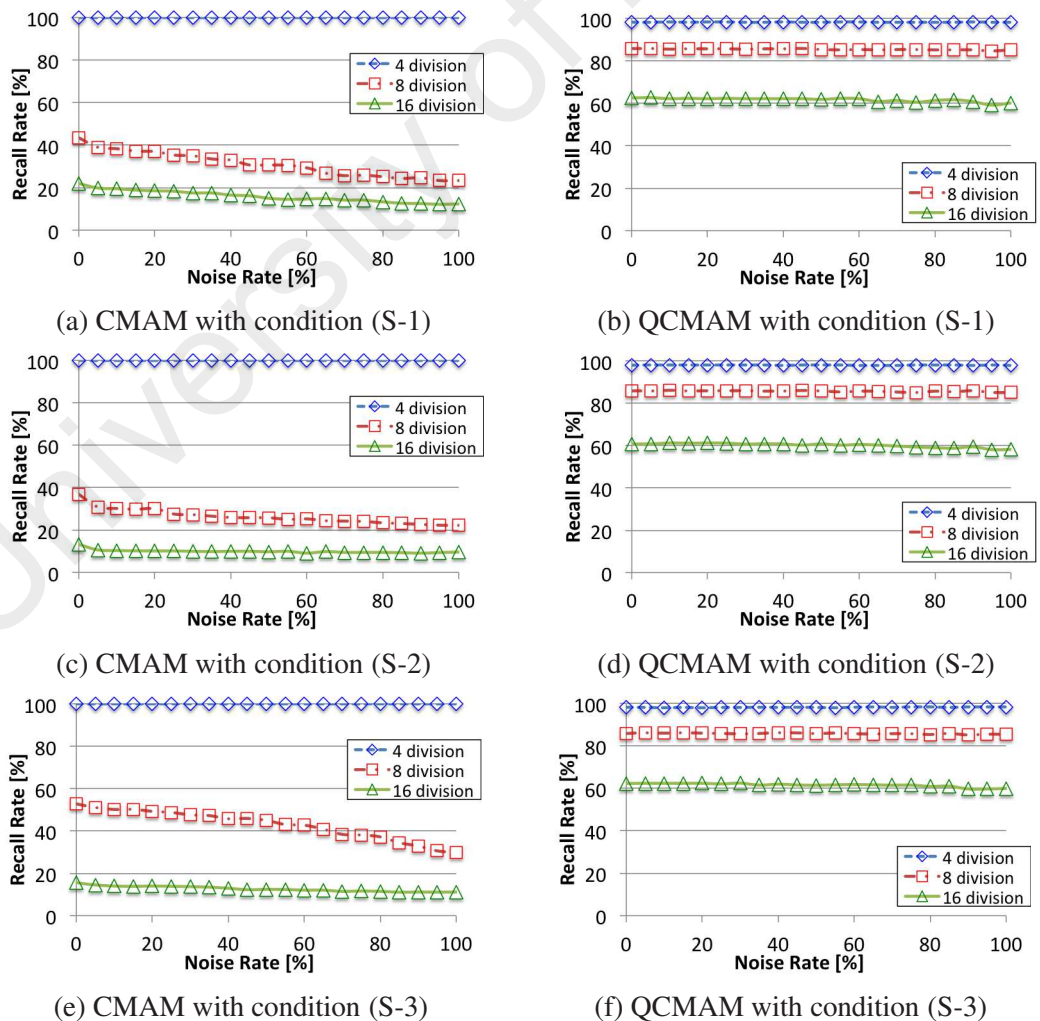 100
80
60
40
20
0
Recall Rate [%]
4 division
8 division
16 division
0 20 40 60 80 100
Noise Rate [%]
(a) CMAM with condition (S-1)
100
80
60
40
20
0
Recall Rate [%]
4 division
8 division
16 division
0 20 40 60 80 100
Noise Rate [%]
(b) QCMAM with condition (S-1)
100
80
60
40
20
0
Recall Rate [%]
4 division
8 division
16 division
0 20 40 60 80 100
Noise Rate [%]
(c) CMAM with condition (S-2)
100
80
60
40
20
0
Recall Rate [%]
4 division
8 division
16 division
0 20 40 60 80 100
Noise Rate [%]
(d) QCMAM with condition (S-2)
100
80
60
40
20
0
Recall Rate [%]
4 division
8 division
16 division
0 20 40 60 80 100
Noise Rate [%]
(e) CMAM with condition (S-3)
100
80
60
40
20
0
Recall Rate [%]
4 division
8 division
16 division
0 20 40 60 80 100
Noise Rate [%]
(f) QCMAM with condition (S-3)
University of